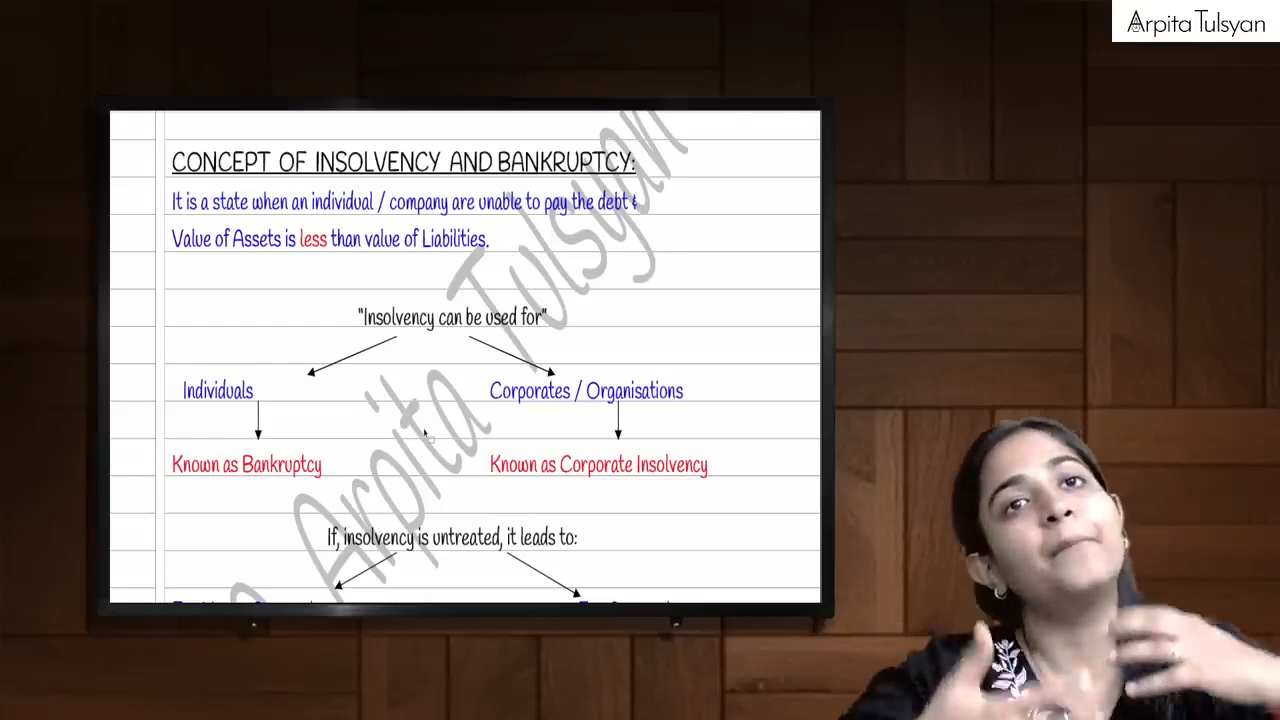 Arpita Tulsyan
CONCEPT OF INSOLVENCY AND BANKRUPTCY:
It is a state when an individual / company are unable to pay the debt &
Value of Assets is less than value of Liabilities.
"Insolvency can be used for"
Individuals Corporates / Organisations
Known as Bankruptcy Known as Corporate Insolvency
If, insolvency is untreated, it leads to:
Arpita Tulsyan